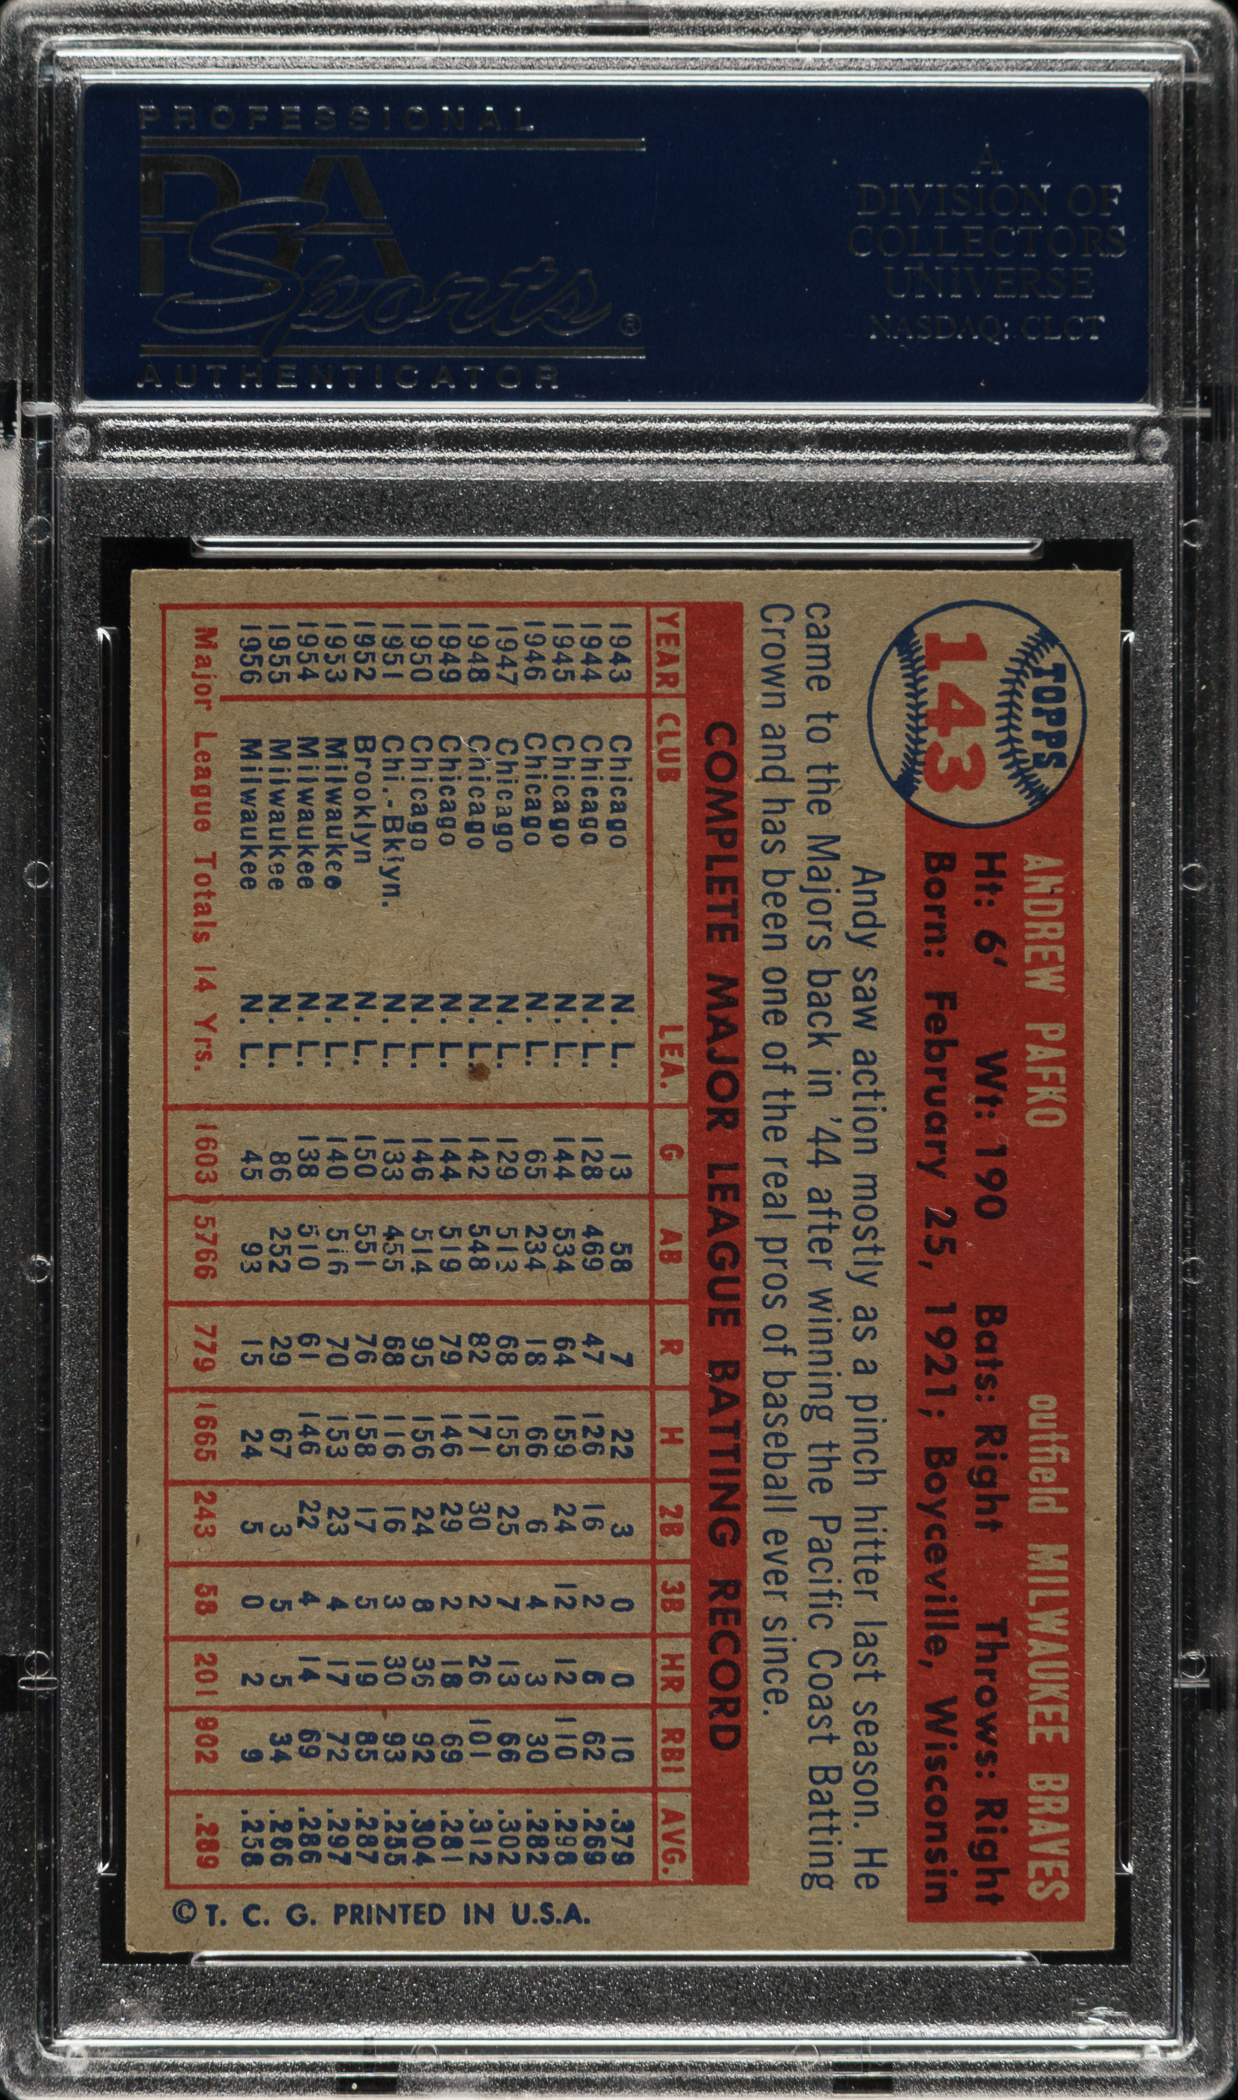 PROFESSIONAL
PSA
Sports®
AUTHENTICATOR
A
DIVISION OF
COLLECTORS
UNIVERSE
NASDAQ: CLCT
TOPPS
143
ANDREW PAFKO outfield MILWAUKEE BRAVES
Ht: 6' Wt: 190 Bats: Right Throws: Right
Born: February 25, 1921; Boyceville, Wisconsin
Andy saw action mostly as a pinch hitter last season. He
came to the Majors back in '44 after winning the Pacific Coast Batting
Crown and has been one of the real pros of baseball ever since.
COMPLETE MAJOR LEAGUE BATTING RECORD
YEAR CLUB LEA. G AB R H 2B 3B HR RBI AVG.
1943 Chicago N. L. 13 58 7 22 3 0 0 10 .379
1944 Chicago N. L. 128 469 47 126 16 2 6 62 .269
1945 Chicago N. L. 144 534 64 159 24 12 12 110 .298
1946 Chicago N. L. 65 234 18 66 6 4 3 30 .282
1947 Chicago N. L. 129 513 68 155 25 7 13 66 .302
1948 Chicago N. L. 142 548 82 171 30 2 26 101 .312
1949 Chicago N. L. 144 519 79 146 29 2 18 69 .281
1950 Chicago N. L. 146 514 95 156 24 8 36 92 .304
1951 Chi.-Bklyn. N. L. 133 455 68 116 16 3 30 93 .255
1952 Brooklyn N. L. 150 551 76 158 17 5 19 85 .287
1953 Milwaukee N. L. 140 516 70 153 23 4 17 72 .297
1954 Milwaukee N. L. 138 510 61 146 22 4 14 69 .286
1955 Milwaukee N. L. 86 252 29 67 3 5 5 34 .266
1956 Milwaukee N. L. 45 93 15 24 5 0 2 9 .258
Major League Totals 14 Yrs. 1603 5766 779 1665 243 58 201 902 .289
© T. C. G. PRINTED IN U.S.A.